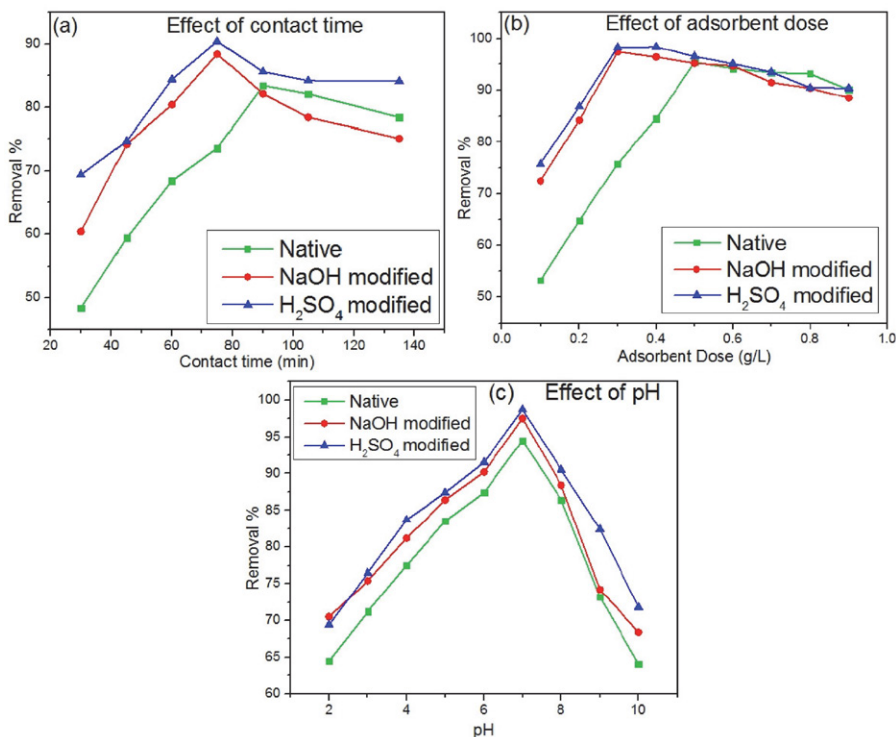 (a) Effect of contact time
90
80
70
60
50
Removal %
Native
NaOH modified
H₂SO₄ modified
20 40 60 80 100 120 140
Contact time (min)
(b) Effect of adsorbent dose
100
90
80
70
60
50
Removal %
Native
NaOH modified
H₂SO₄ modified
0.0 0.2 0.4 0.6 0.8 1.0
Adsorbent Dose (g/L)
(c) Effect of pH
Native
NaOH modified
H₂SO₄ modified
100
95
90
85
80
75
70
65
60
Removal %
2 4 6 8 10
pH